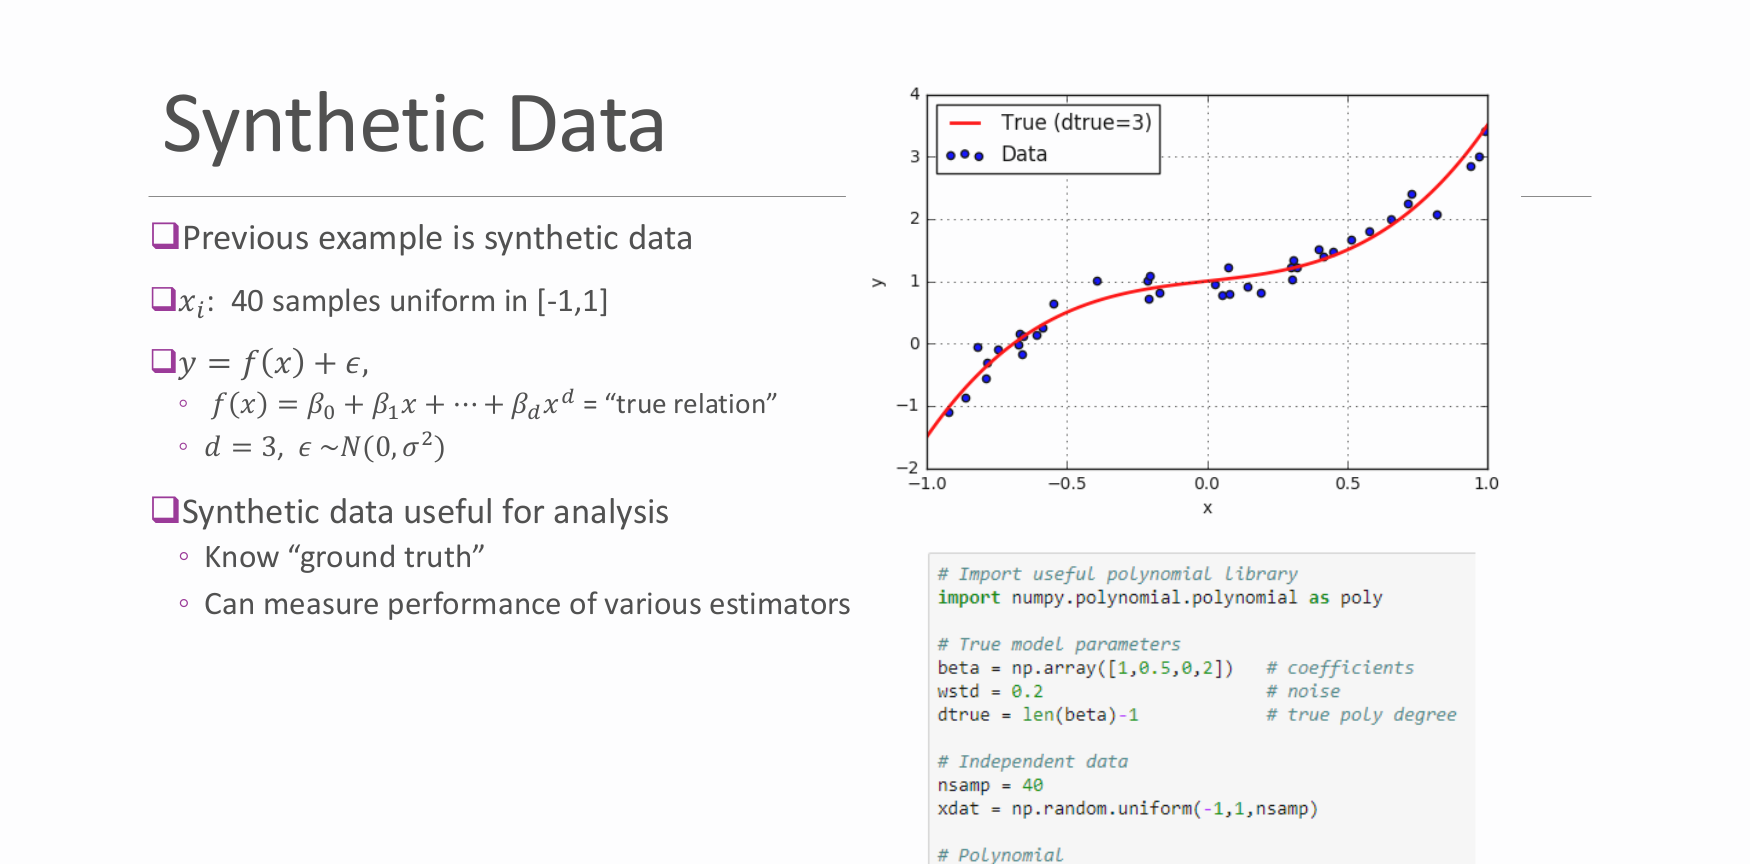 Synthetic Data
❑Previous example is synthetic data
❑xᵢ: 40 samples uniform in [-1,1]
❑y = f(x) + ϵ,
◦ f(x) = β₀ + β₁x + ⋯ + β_d x^d = “true relation”
◦ d = 3, ϵ ~N(0, σ²)
❑Synthetic data useful for analysis
◦ Know “ground truth”
◦ Can measure performance of various estimators
True (dtrue=3)
Data
4
3
2
1
0
−1
−2
y
−1.0 −0.5 0.0 0.5 1.0
x
# Import useful polynomial library
import numpy.polynomial.polynomial as poly
# True model parameters
beta = np.array([1,0.5,0,2]) # coefficients
wstd = 0.2 # noise
dtrue = len(beta)-1 # true poly degree
# Independent data
nsamp = 40
xdat = np.random.uniform(-1,1,nsamp)
# Polynomial